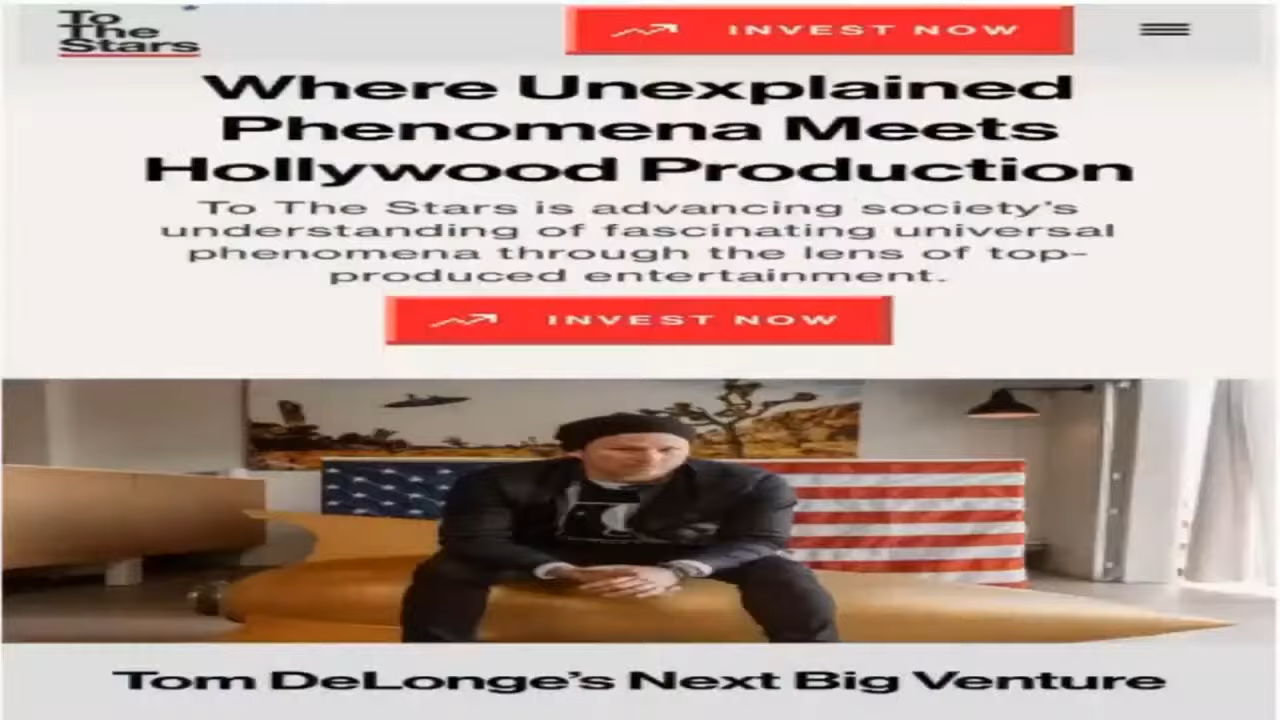 To
The
Stars
INVEST NOW
Where Unexplained
Phenomena Meets
Hollywood Production
To The Stars is advancing society's
understanding of fascinating universal
phenomena through the lens of top-
produced entertainment.
INVEST NOW
Tom DeLonge's Next Big Venture